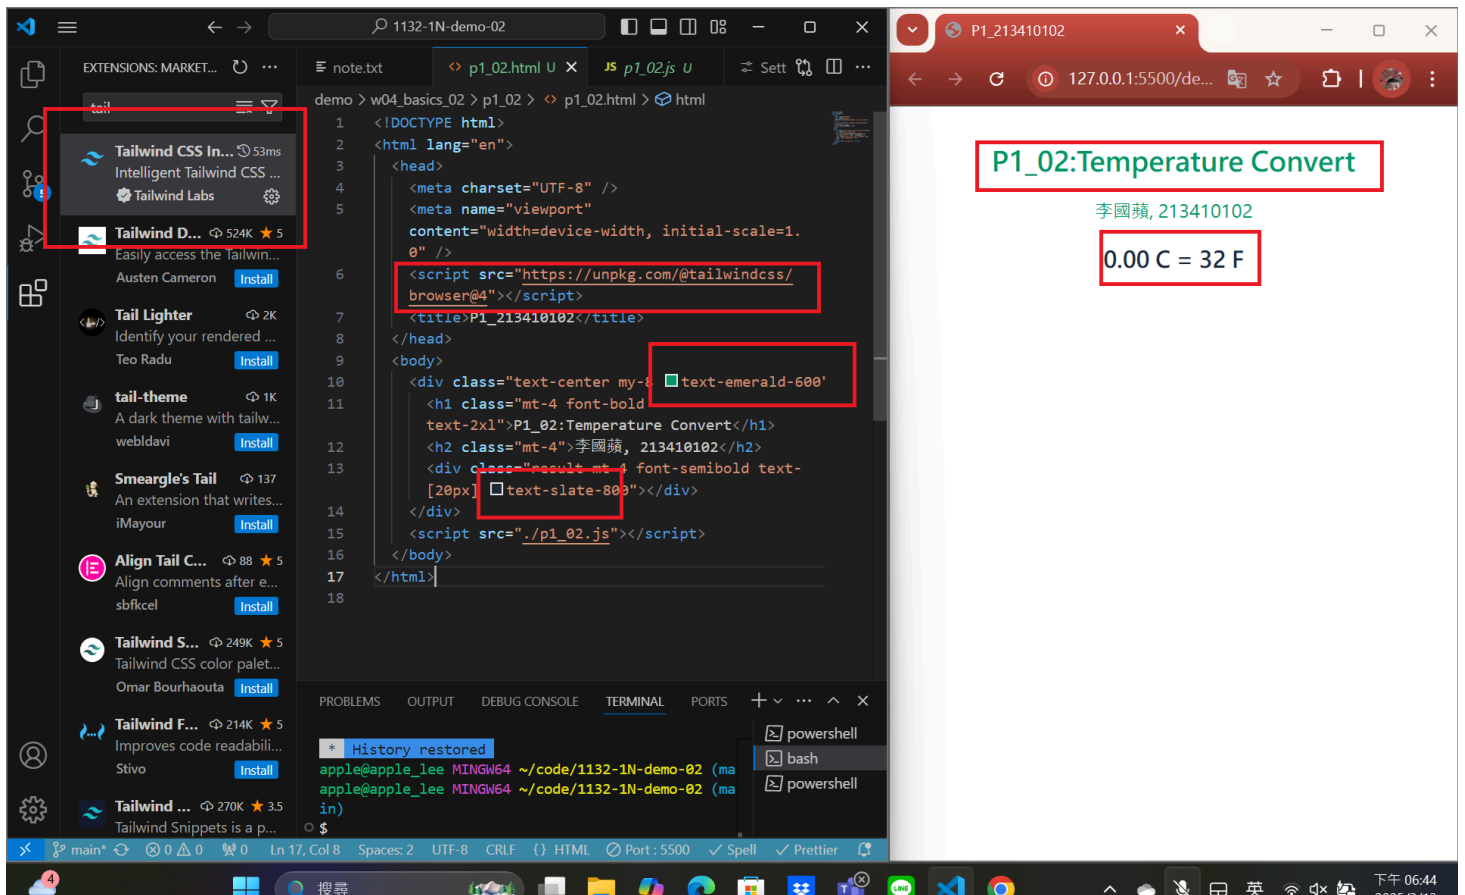 1132-1N-demo-02
EXTENSIONS: MARKET...
tail
Tailwind CSS In... 53ms
Intelligent Tailwind CSS ...
Tailwind Labs
Tailwind D... 524K ★ 5
Easily access the Tailwin...
Austen Cameron Install
Tail Lighter 2K
Identify your rendered ...
Teo Radu Install
tail-theme 1K
A dark theme with tailw...
webldavi Install
Smeargle's Tail 137
An extension that writes...
iMayour Install
Align Tail C... 88 ★ 5
Align comments after e...
sbfkcel Install
Tailwind S... 249K ★ 5
Tailwind CSS color palet...
Omar Bourhaouta Install
Tailwind F... 214K ★ 5
Improves code readabili...
Stivo Install
Tailwind ... 270K ★ 3.5
Tailwind Snippets is a p...
note.txt <> p1_02.html U JS p1_02.js U Sett
demo > w04_basics_02 > p1_02 > <> p1_02.html > html
1 <!DOCTYPE html>
2 <html lang="en">
3 <head>
4 <meta charset="UTF-8" />
5 <meta name="viewport"
content="width=device-width, initial-scale=1.
0" />
6 <script src="https://unpkg.com/@tailwindcss/
browser@4"></script>
7 <title>P1_213410102</title>
8 </head>
9 <body>
10 <div class="text-center my-8 text-emerald-600"
11 <h1 class="mt-4 font-bold
text-2xl">P1_02:Temperature Convert</h1>
12 <h2 class="mt-4">李國蘋, 213410102</h2>
13 <div class="result mt-4 font-semibold text-
[20px] text-slate-800"></div>
14 </div>
15 <script src="./p1_02.js"></script>
16 </body>
17 </html>
18
PROBLEMS OUTPUT DEBUG CONSOLE TERMINAL PORTS
* History restored
apple@apple_lee MINGW64 ~/code/1132-1N-demo-02 (ma
apple@apple_lee MINGW64 ~/code/1132-1N-demo-02 (ma
in)
$
powershell
bash
powershell
main* 0 0 0 Ln 17, Col 8 Spaces: 2 UTF-8 CRLF {} HTML Port : 5500 Spell Prettier
P1_213410102
127.0.0.1:5500/de...
P1_02:Temperature Convert
李國蘋, 213410102
0.00 C = 32 F
4
搜尋
英
下午 06:44